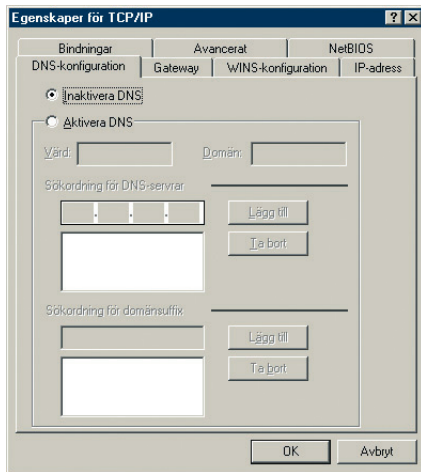 Egenskaper för TCP/IP
Bindningar Avancerat NetBIOS
DNS-konfiguration Gateway WINS-konfiguration IP-adress
Inaktivera DNS
Aktivera DNS
Värd: Domän:
Sökordning för DNS-servrar
. . .
Lägg till
Ta bort
Sökordning för domänsuffix
Lägg till
Ta bort
OK Avbryt